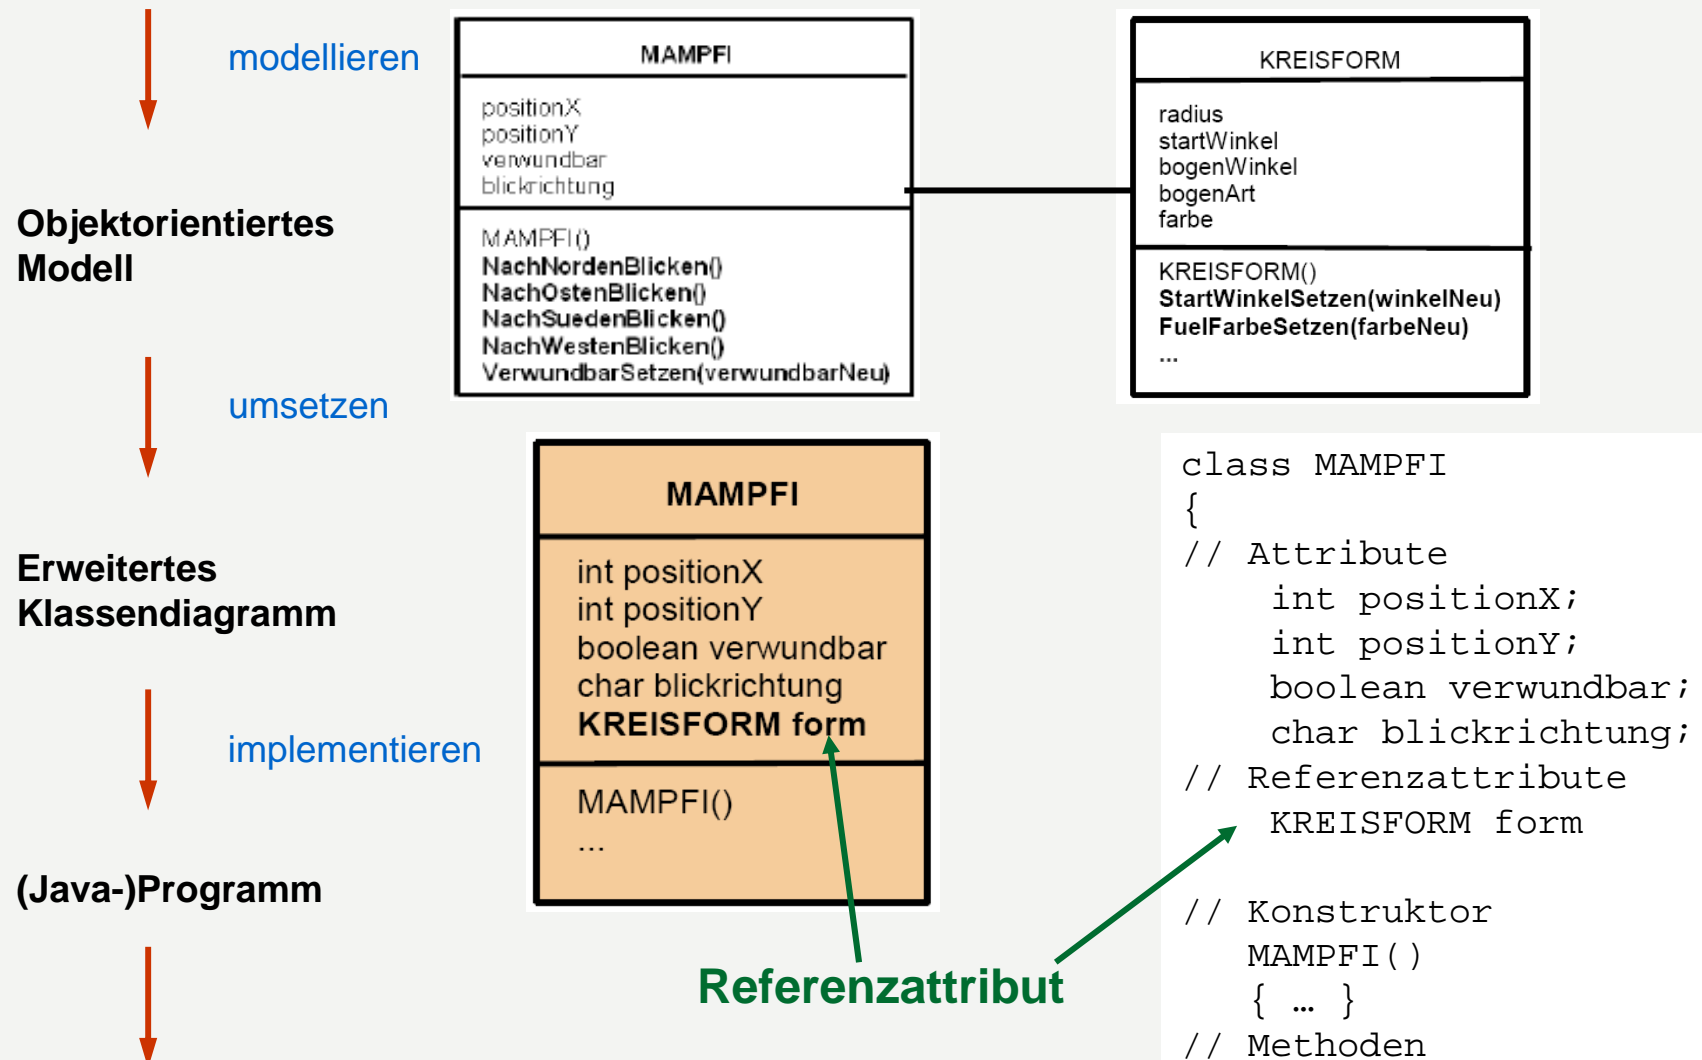 modellieren
Objektorientiertes
Modell
umsetzen
Erweitertes
Klassendiagramm
implementieren
(Java-)Programm
MAMPFI
positionX
positionY
verwundbar
blickrichtung
MAMPFI()
NachNordenBlicken()
NachOstenBlicken()
NachSuedenBlicken()
NachWestenBlicken()
VerwundbarSetzen(verwundbarNeu)
KREISFORM
radius
startWinkel
bogenWinkel
bogenArt
farbe
KREISFORM()
StartWinkelSetzen(winkelNeu)
FuelFarbeSetzen(farbeNeu)
...
MAMPFI
int positionX
int positionY
boolean verwundbar
char blickrichtung
KREISFORM form
MAMPFI()
...
Referenzattribut
class MAMPFI
{
// Attribute
int positionX;
int positionY;
boolean verwundbar;
char blickrichtung;
// Referenzattribute
KREISFORM form
// Konstruktor
MAMPFI()
{ … }
// Methoden